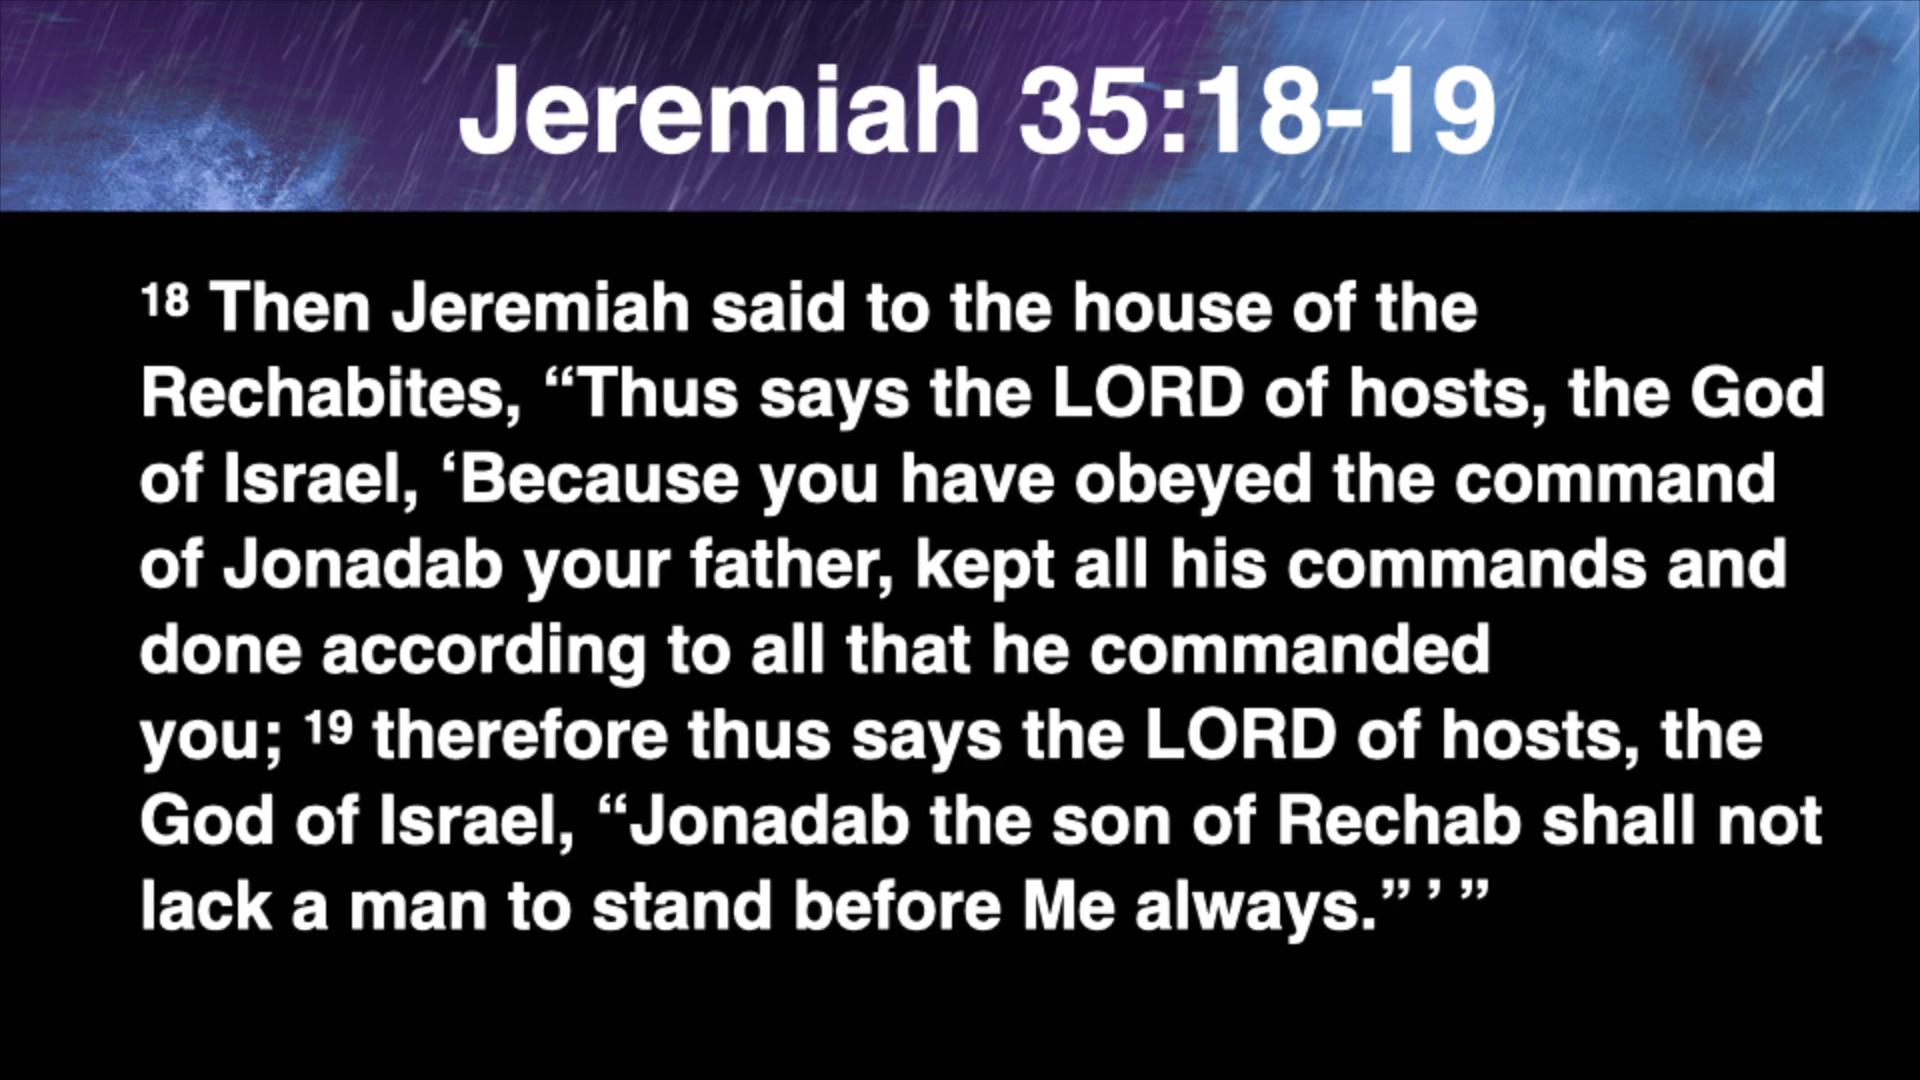 Jeremiah 35:18-19
18 Then Jeremiah said to the house of the
Rechabites, “Thus says the LORD of hosts, the God
of Israel, ‘Because you have obeyed the command
of Jonadab your father, kept all his commands and
done according to all that he commanded
you; 19 therefore thus says the LORD of hosts, the
God of Israel, “Jonadab the son of Rechab shall not
lack a man to stand before Me always.” ’ ”